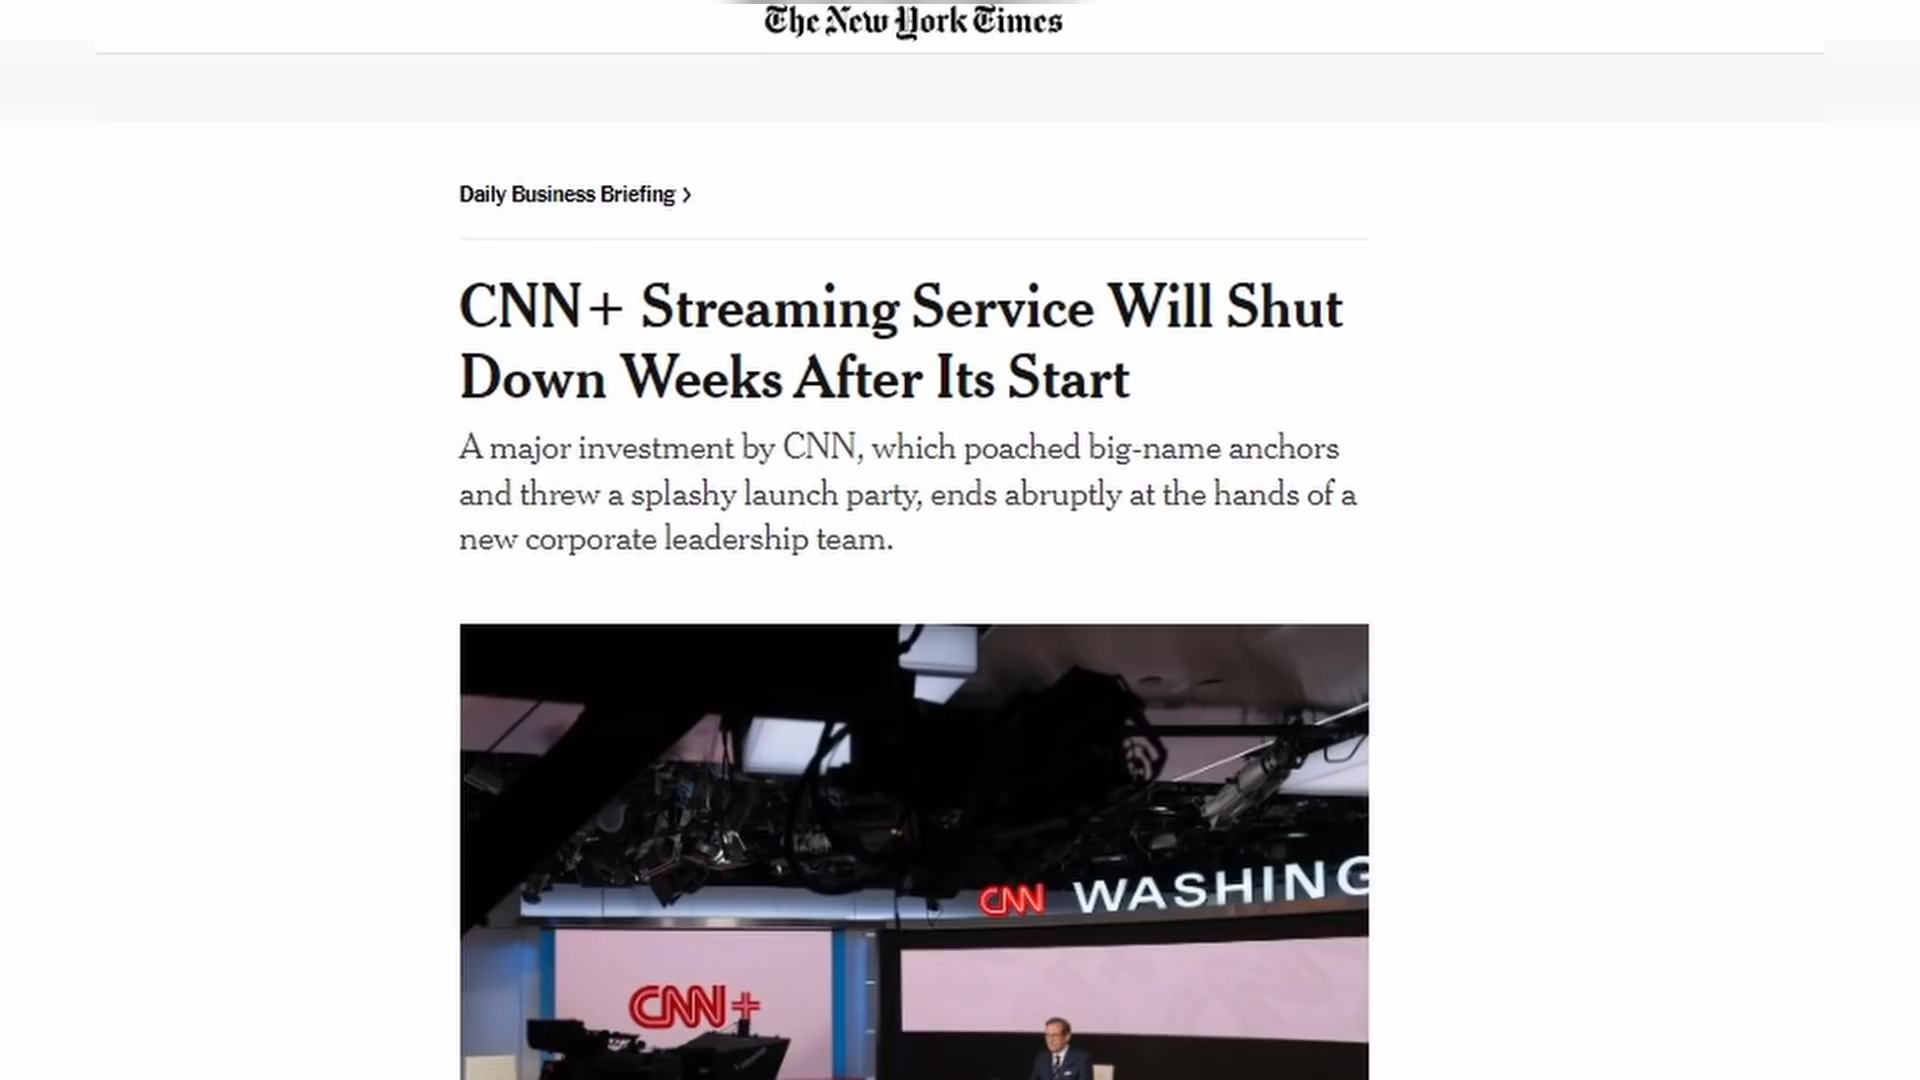 The New York Times
Daily Business Briefing >
CNN+ Streaming Service Will Shut
Down Weeks After Its Start
A major investment by CNN, which poached big-name anchors
and threw a splashy launch party, ends abruptly at the hands of a
new corporate leadership team.
CNN WASHING
CNN+